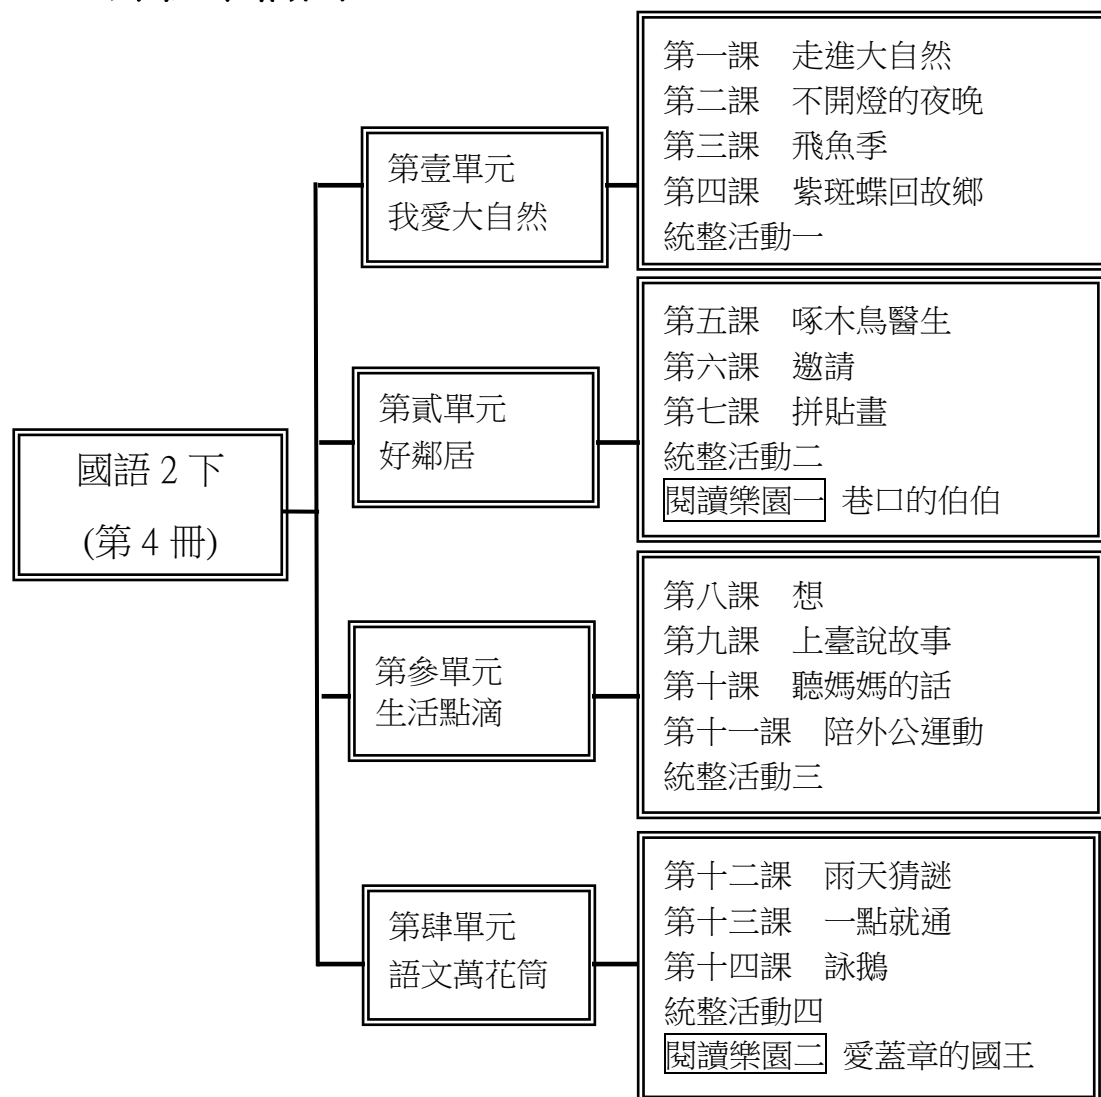 國語 2 下
(第 4 冊)
第壹單元
我愛大自然
第一課　走進大自然
第二課　不開燈的夜晚
第三課　飛魚季
第四課　紫斑蝶回故鄉
統整活動一
第貳單元
好鄰居
第五課　啄木鳥醫生
第六課　邀請
第七課　拼貼畫
統整活動二
閱讀樂園一 巷口的伯伯
第參單元
生活點滴
第八課　想
第九課　上臺說故事
第十課　聽媽媽的話
第十一課　陪外公運動
統整活動三
第肆單元
語文萬花筒
第十二課　雨天猜謎
第十三課　一點就通
第十四課　詠鵝
統整活動四
閱讀樂園二 愛蓋章的國王